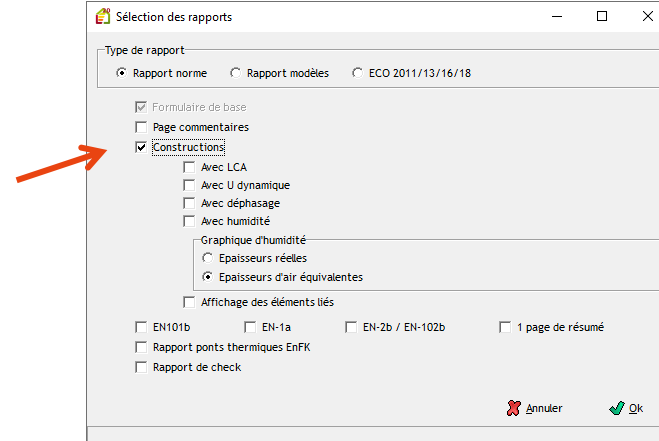 Sélection des rapports
Type de rapport
Rapport norme Rapport modèles ECO 2011/13/16/18
Formulaire de base
Page commentaires
Constructions
Avec LCA
Avec U dynamique
Avec déphasage
Avec humidité
Graphique d'humidité
Epaisseurs réelles
Epaisseurs d'air équivalentes
Affichage des éléments liés
EN101b EN-1a EN-2b / EN-102b 1 page de résumé
Rapport ponts thermiques EnFK
Rapport de check
Annuler Ok